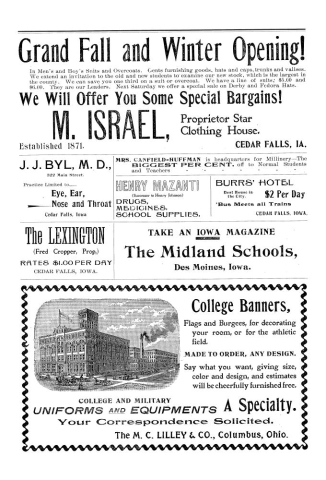 Grand Fall and Winter Opening!
In Men's and Boy's Suits and Overcoats. Gents furnishing goods, hats and caps, trunks and valises.
We extend an invitation to the old and new students to examine our new stock, which is the largest in
the county. We can save you one third on a suit or overcoat. We have a line of suits; $5.00 and
$6.00. They are our Leaders. Next Saturday we offer a special sale on Derby and Fedora Hats.
We Will Offer You Some Special Bargains!
M. ISRAEL,
Proprietor Star
Clothing House.
Established 1871.
CEDAR FALLS, IA.
J. J. BYL, M. D.,
Main Street.
Practice Limited to....
Eye, Ear,
Nose and Throat
Cedar Falls, Iowa
MRS. CANFIELD-HUFFMAN is headquarters for Millinery—The
BIGGEST PER CENT. off to Normal Students
and Teachers
HENRY MAZANTI
DRUGS,
MEDICINES,
SCHOOL SUPPLIES.
BURRS' HOTEL
Best House in
the City.
$2 Per Day
'Bus Meets all Trains
CEDAR FALLS, IOWA.
The LEXINGTON
(Fred Cropper, Prop.)
RATES $1.00 PER DAY
CEDAR FALLS, IOWA.
TAKE AN IOWA MAGAZINE
The Midland Schools,
Des Moines, Iowa.
College Banners,
Flags and Burgees, for decorating
your room, or for the athletic
field.
MADE TO ORDER, ANY DESIGN.
Say what you want, giving size,
color and design, and estimates
will be cheerfully furnished free.
COLLEGE AND MILITARY
UNIFORMS AND EQUIPMENTS A Specialty.
Your Correspondence Solicited.
The M. C. LILLEY & CO., Columbus, Ohio.